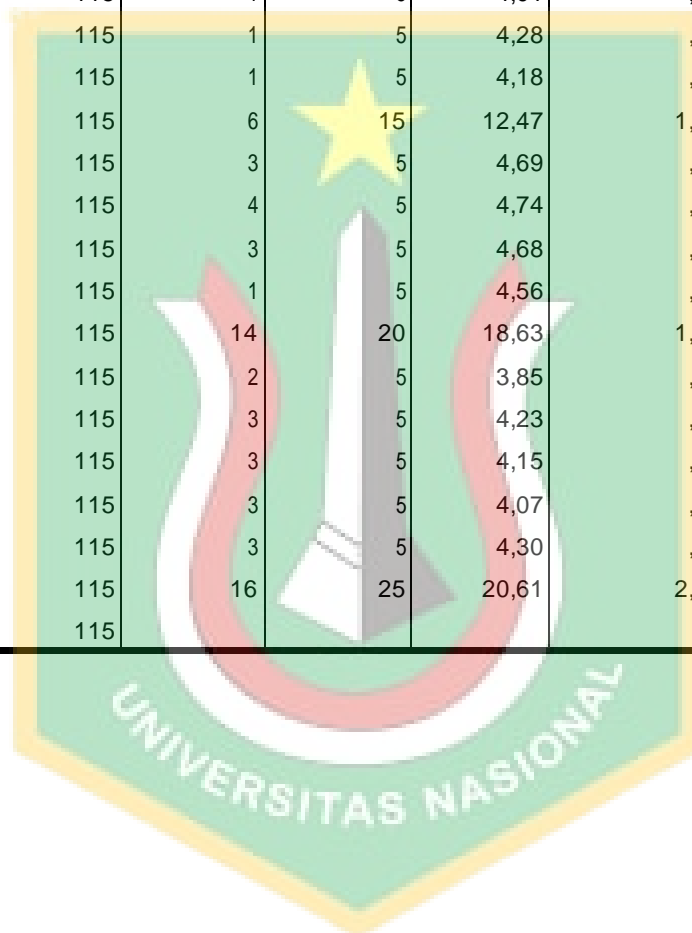 115 1 5 4,28 ,
115 1 5 4,18 ,
115 6 15 12,47 1,
115 3 5 4,69 ,
115 4 5 4,74 ,
115 3 5 4,68 ,
115 1 5 4,56 ,
115 14 20 18,63 1,
115 2 5 3,85 ,
115 3 5 4,23 ,
115 3 5 4,15 ,
115 3 5 4,07 ,
115 3 5 4,30 ,
115 16 25 20,61 2,
115
UNIVERSITAS NASIONAL